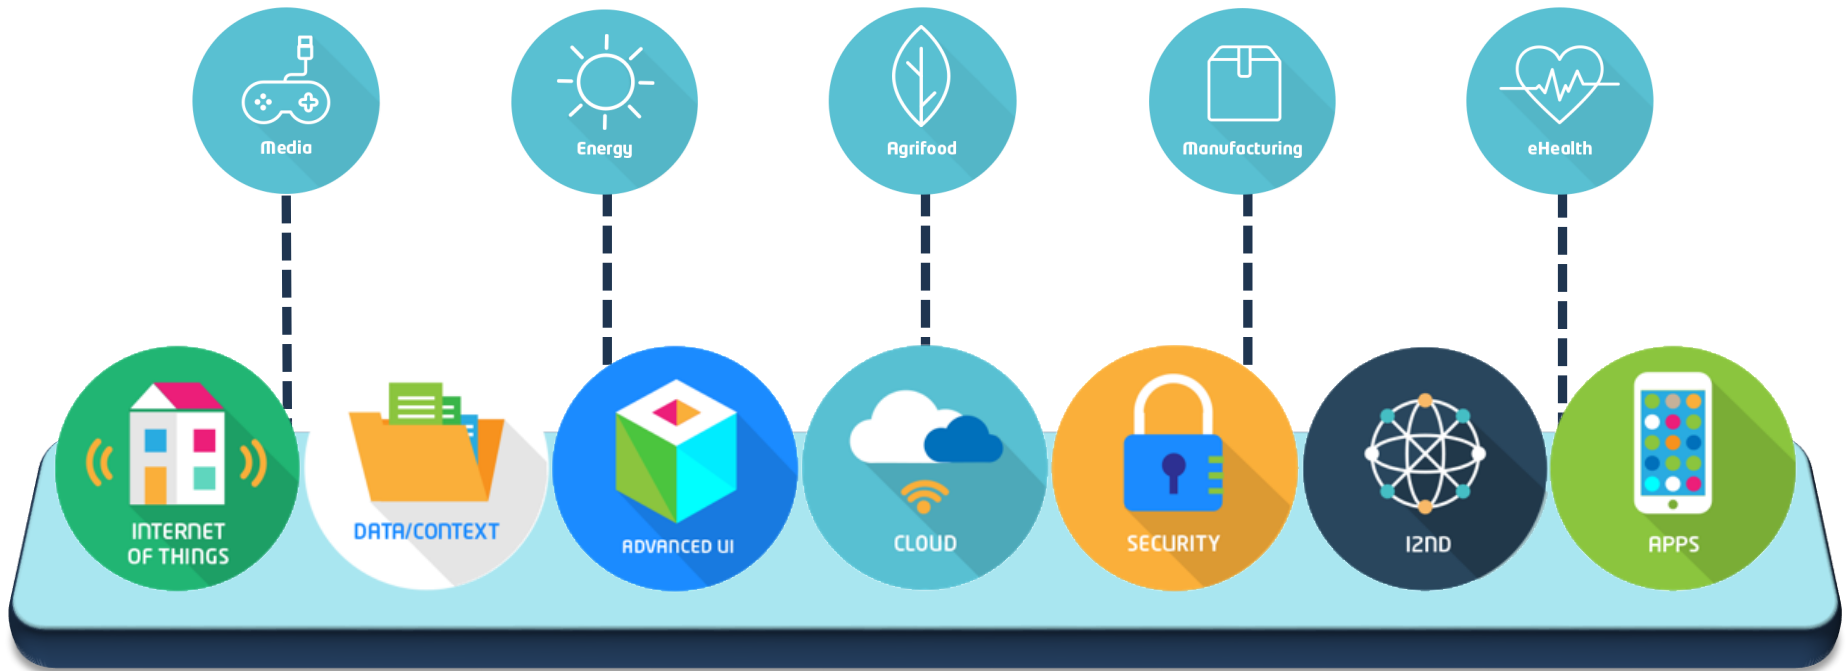 Media
Energy
Agrifood
Manufacturing
eHealth
INTERNET
OF THINGS
DATA/CONTEXT
ADVANCED UI
CLOUD
SECURITY
I2ND
APPS